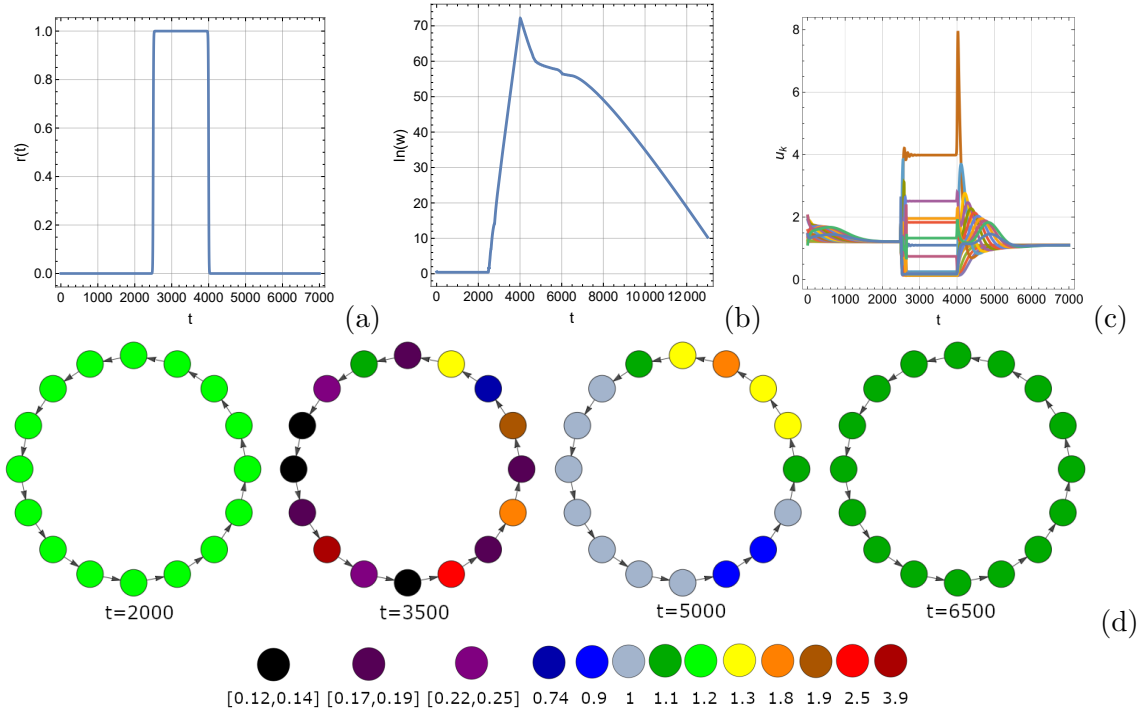 1.0
0.8
0.6
0.4
0.2
0.0
r(t)
0 1000 2000 3000 4000 5000 6000 7000
t
(a)
70
60
50
40
30
20
10
0
ln(w)
0 2000 4000 6000 8000 10000 12000
t
(b)
8
6
4
2
0
u_k
0 1000 2000 3000 4000 5000 6000 7000
t
(c)
t=2000 t=3500 t=5000 t=6500
(d)
[0.12,0.14] [0.17,0.19] [0.22,0.25] 0.74 0.9 1 1.1 1.2 1.3 1.8 1.9 2.5 3.9